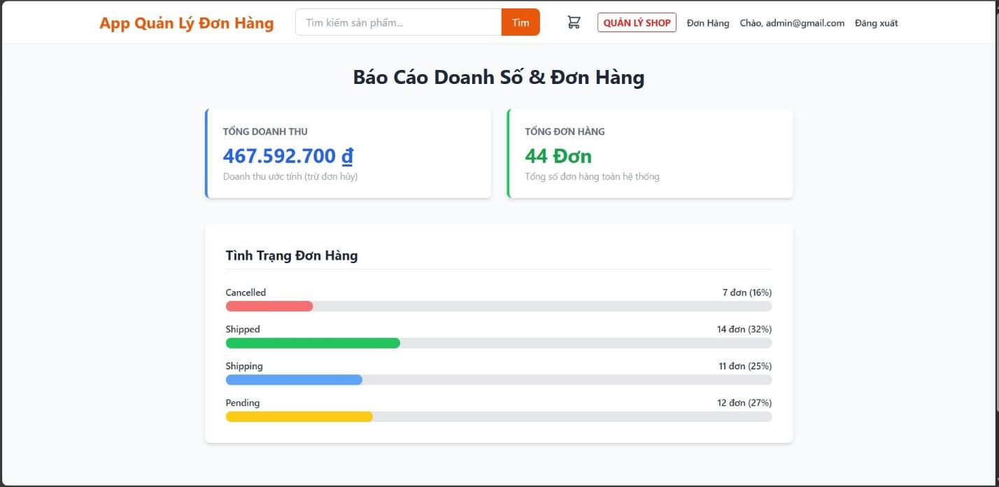 App Quản Lý Đơn Hàng
Tìm kiếm sản phẩm...
Tìm
QUẢN LÝ SHOP
Đơn Hàng
Chào, admin@gmail.com
Đăng xuất
Báo Cáo Doanh Số & Đơn Hàng
TỔNG DOANH THU
467.592.700 ₫
Doanh thu ước tính (trừ đơn hủy)
TỔNG ĐƠN HÀNG
44 Đơn
Tổng số đơn hàng toàn hệ thống
Tình Trạng Đơn Hàng
Cancelled 7 đơn (16%)
Shipped 14 đơn (32%)
Shipping 11 đơn (25%)
Pending 12 đơn (27%)